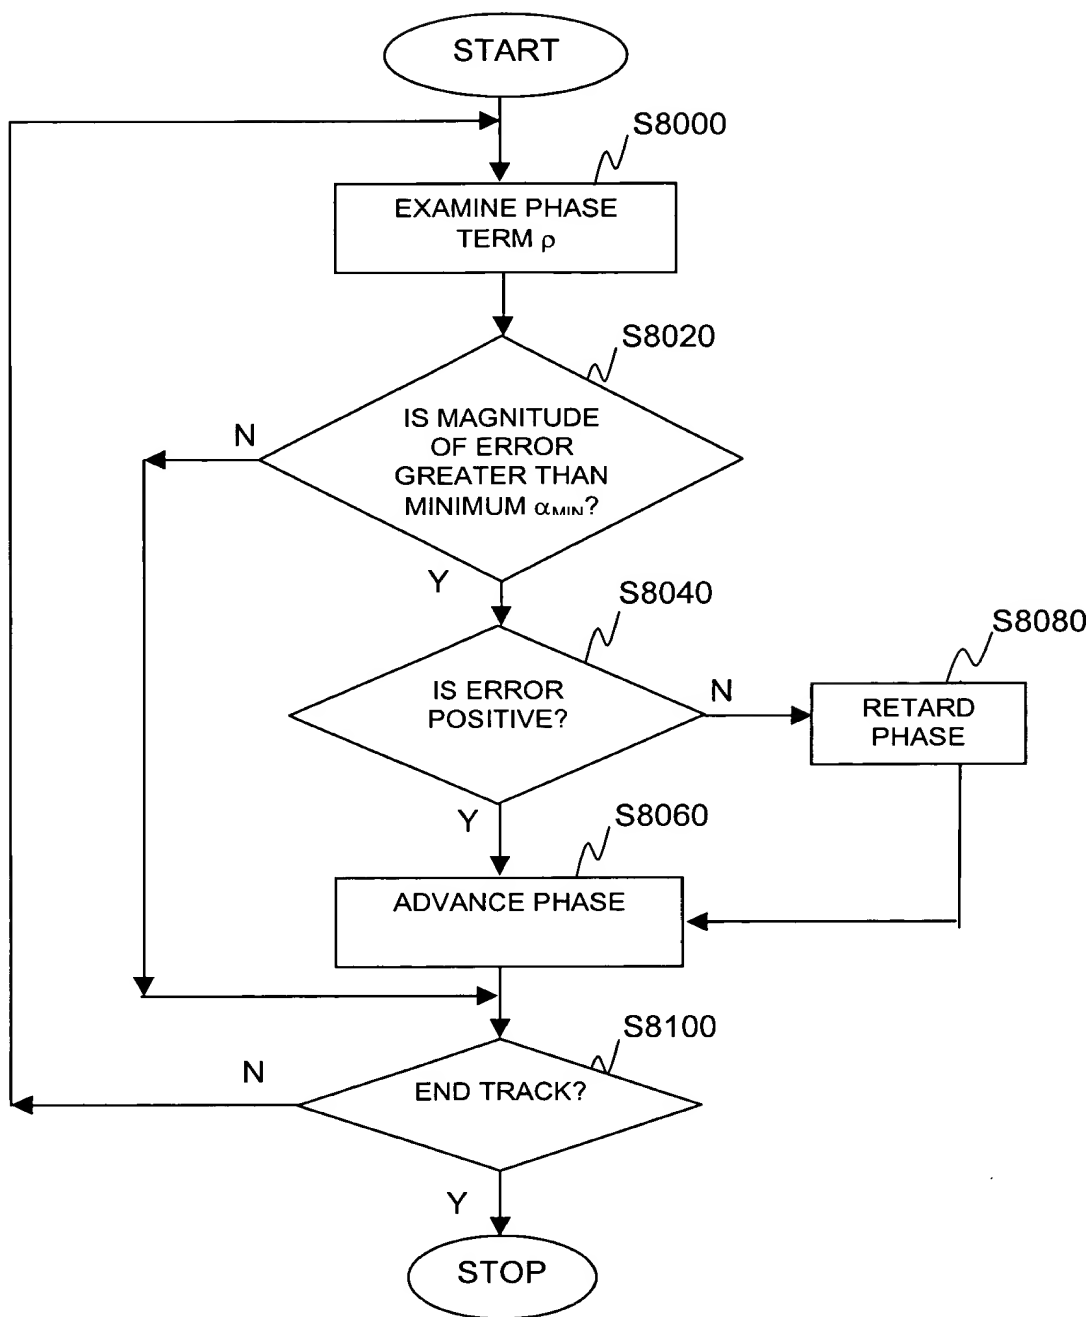 START
S8000
EXAMINE PHASE
TERM ρ
S8020
N
IS MAGNITUDE
OF ERROR
GREATER THAN
MINIMUM αMIN?
Y
S8040
S8080
IS ERROR
POSITIVE?
N
RETARD
PHASE
Y
S8060
ADVANCE PHASE
S8100
N
END TRACK?
Y
STOP